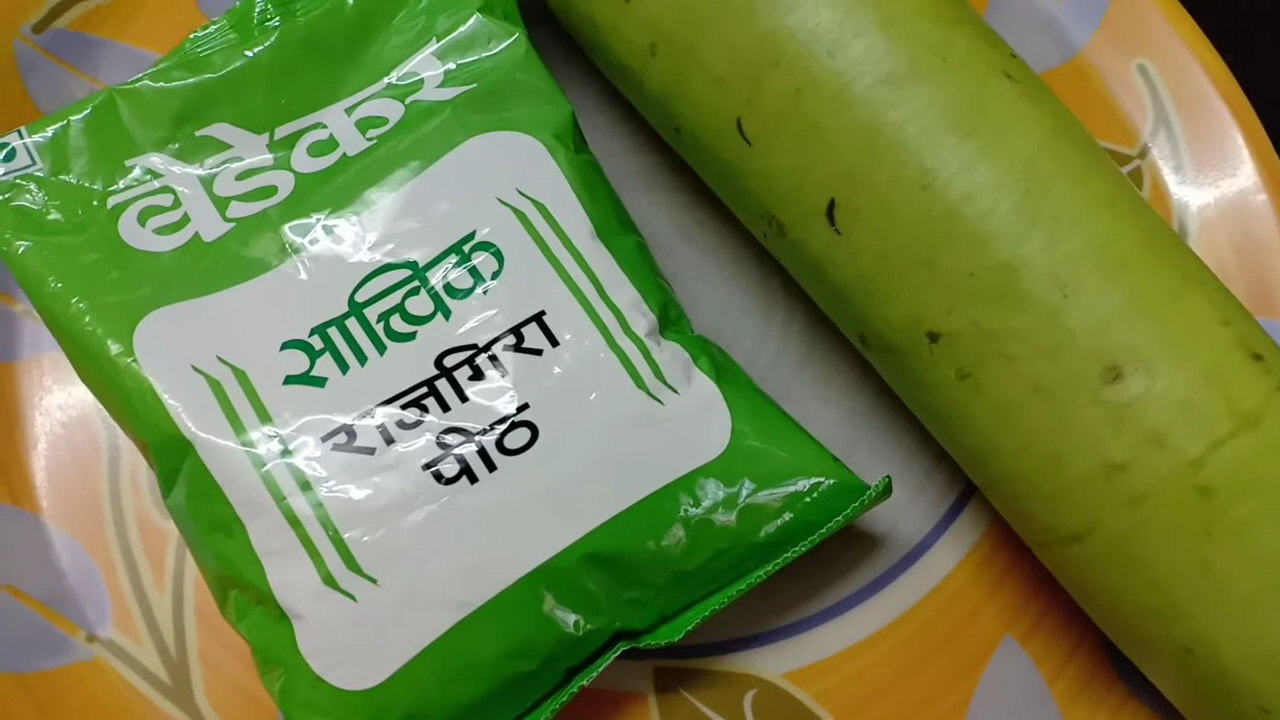 बेडेकर
सात्त्विक
राजगिरा
पीठ